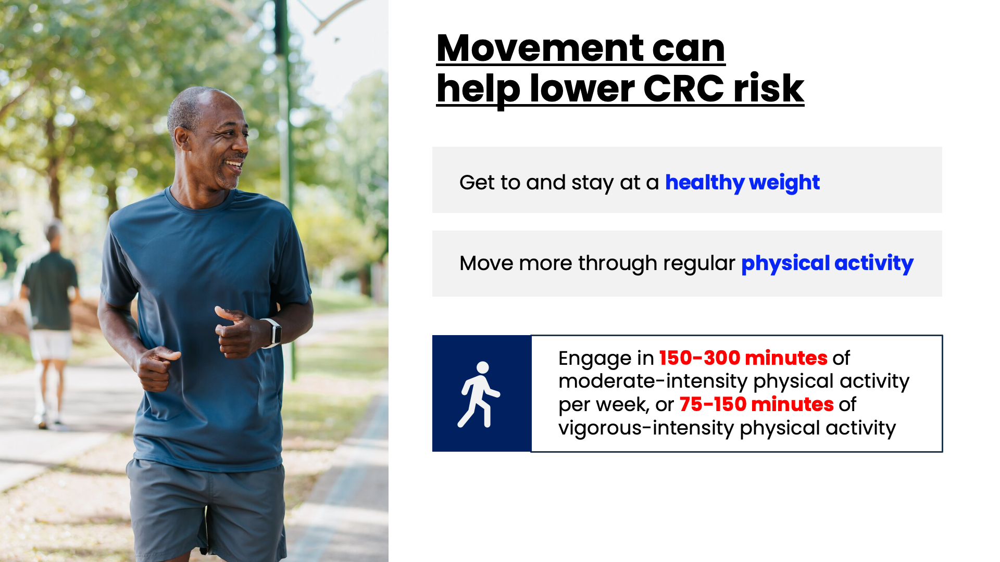 Movement can
help lower CRC risk
Get to and stay at a healthy weight
Move more through regular physical activity
Engage in 150-300 minutes of
moderate-intensity physical activity
per week, or 75-150 minutes of
vigorous-intensity physical activity